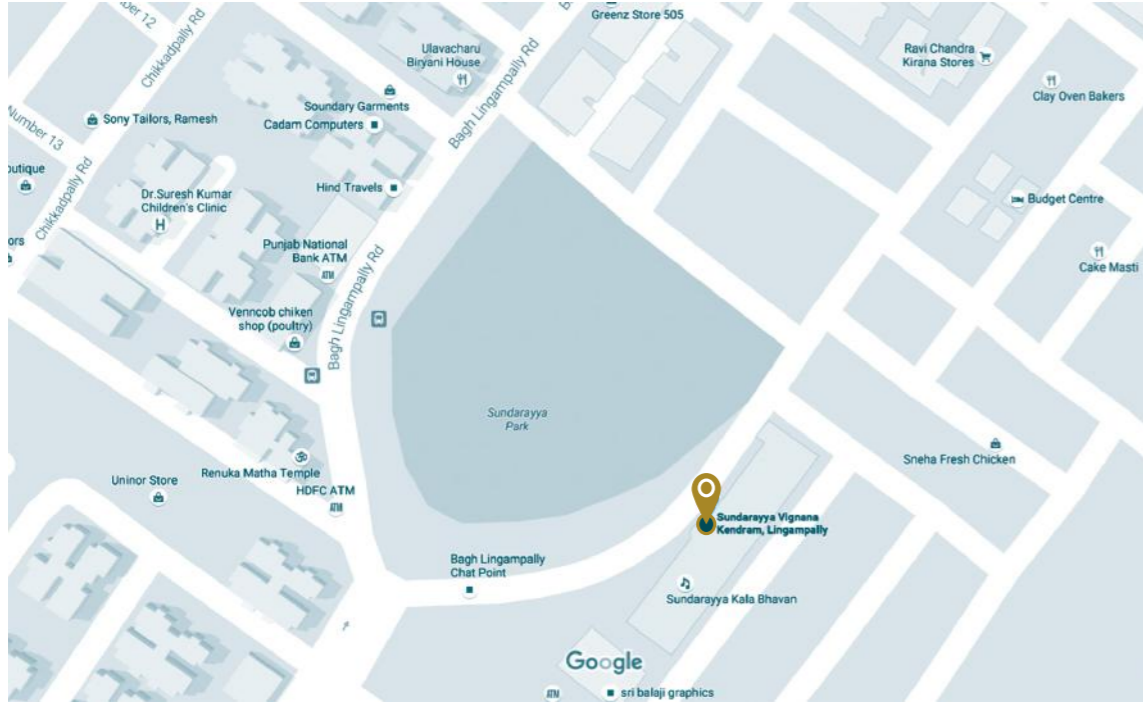 Greenz Store 505
Number 12
Chikkadpally Rd
Ulavacharu
Biryani House
Bagh Lingampally Rd
Ravi Chandra
Kirana Stores
Clay Oven Bakers
Soundary Garments
Cadam Computers
Sony Tailors, Ramesh
Number 13
Hind Travels
Dr.Suresh Kumar
Children's Clinic
H
Chikkadpally Rd
Budget Centre
Punjab National
Bank ATM
ATM
Cake Masti
Venncob chiken
shop (poultry)
Bagh Lingampally Rd
Sundarayya
Park
Sneha Fresh Chicken
Renuka Matha Temple
ॐ
Uninor Store
HDFC ATM
ATM
Sundarayya Vignana
Kendram, Lingampally
Bagh Lingampally
Chat Point
Sundarayya Kala Bhavan
Google
ATM
sri balaji graphics